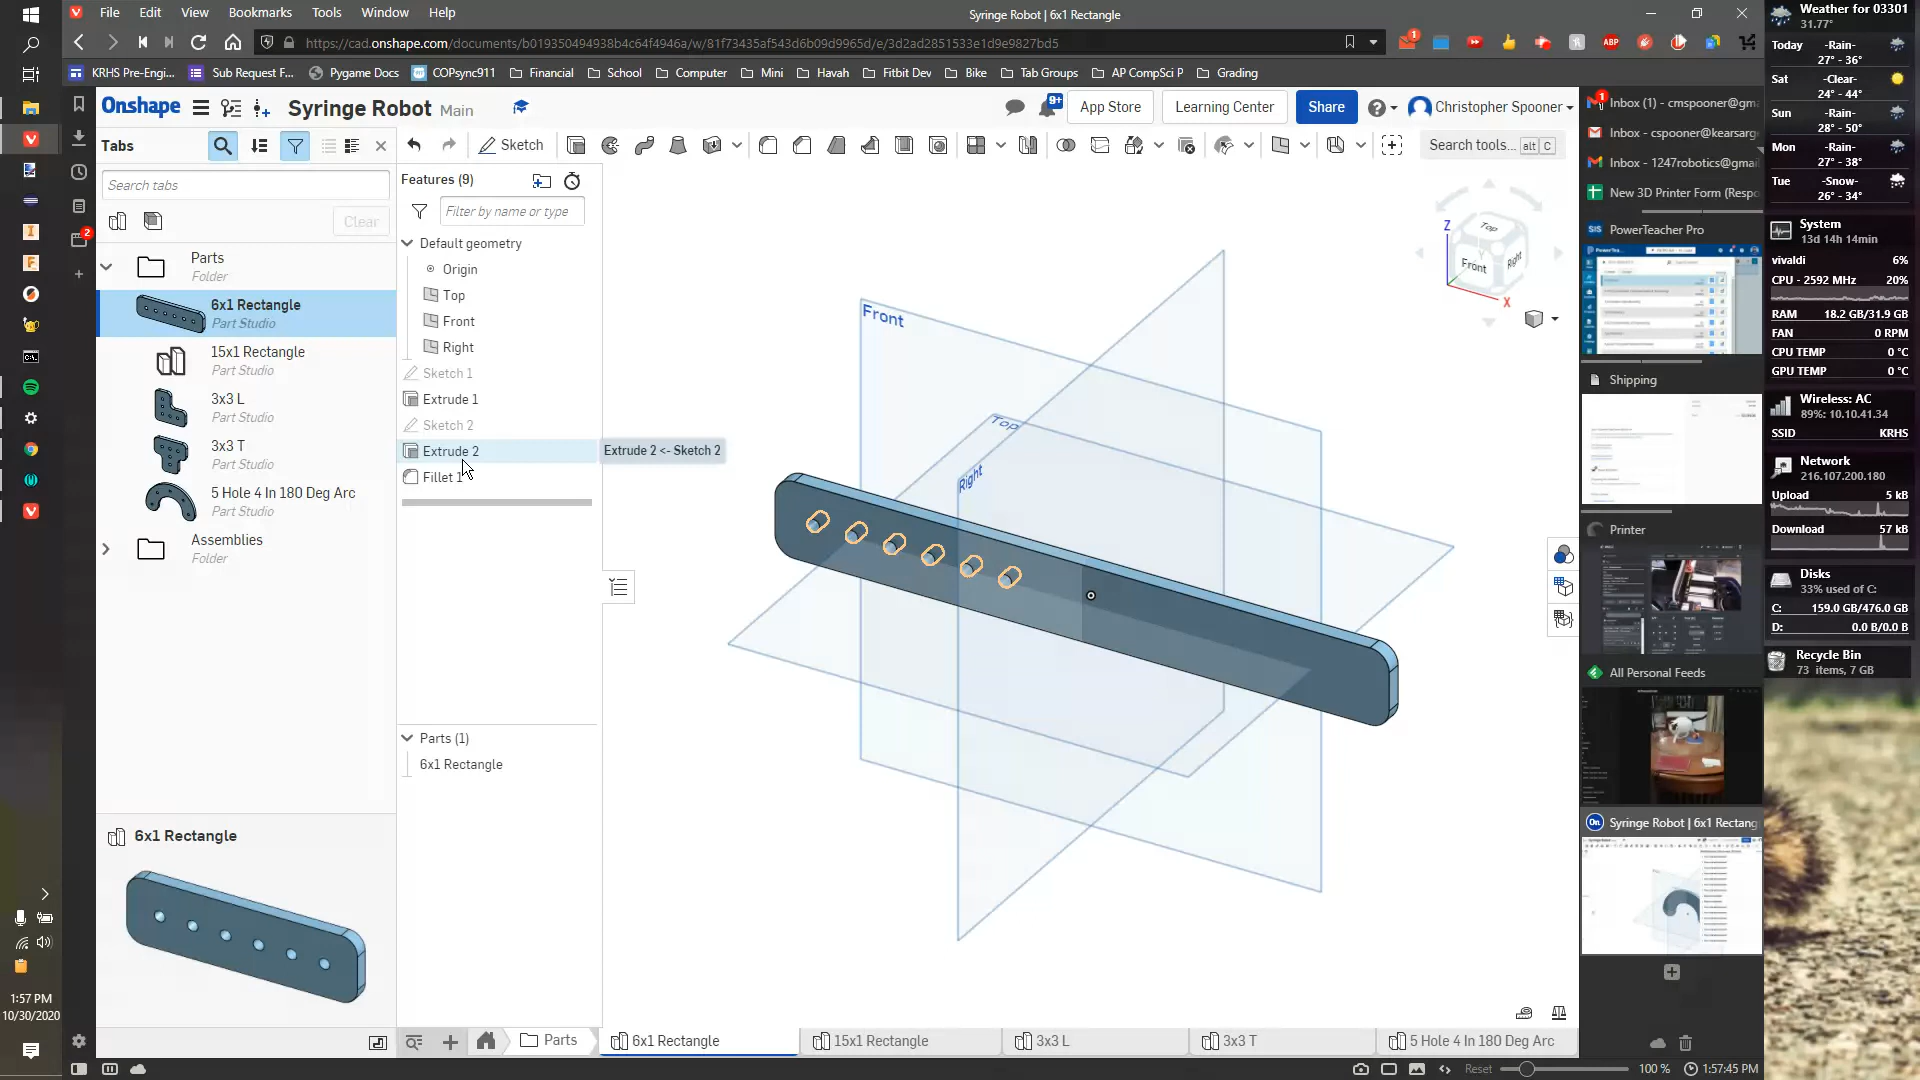 File Edit View Bookmarks Tools Window Help
Syringe Robot | 6x1 Rectangle
https://cad.onshape.com/documents/b019350494938b4c64f4946a/w/81f73435af543d6b09d9965d/e/3d2ad2851533e1d9e9827bd5
KRHS Pre-Engi... Sub Request F... Pygame Docs COPsync911 Financial School Computer Mini Havah Fitbit Dev Bike Tab Groups AP CompSci P Grading
Onshape Syringe Robot Main 9+ App Store Learning Center Share Christopher Spooner
Tabs
Search tabs
Clear
Parts
Folder
6x1 Rectangle
Part Studio
15x1 Rectangle
Part Studio
3x3 L
Part Studio
3x3 T
Part Studio
5 Hole 4 In 180 Deg Arc
Part Studio
Assemblies
Folder
6x1 Rectangle
Sketch
Search tools... alt C
Features (9)
Filter by name or type
Default geometry
Origin
Top
Front
Right
Sketch 1
Extrude 1
Sketch 2
Extrude 2
Extrude 2 <- Sketch 2
Fillet 1
Parts (1)
6x1 Rectangle
Front
Top
Right
Z
Top
Front
Right
X
Parts 6x1 Rectangle 15x1 Rectangle 3x3 L 3x3 T 5 Hole 4 In 180 Deg Arc
Reset 100 % 1:57:45 PM
1:57 PM
10/30/2020
2
1
ABP
1
Inbox (1) - cmspooner@gm
Inbox - cspooner@kearsarg
Inbox - 1247robotics@gmai
New 3D Printer Form (Respo
PowerTeacher Pro
Shipping
Printer
All Personal Feeds
Syringe Robot | 6x1 Rectang
Weather for 03301
31.77°
Today -Rain-
27° - 36°
Sat -Clear-
24° - 44°
Sun -Rain-
28° - 50°
Mon -Rain-
27° - 38°
Tue -Snow-
26° - 34°
System
13d 14h 14min
vivaldi 6%
CPU - 2592 MHz 20%
RAM 18.2 GB/31.9 GB
FAN 0 RPM
CPU TEMP 0 °C
GPU TEMP 0 °C
Wireless: AC
89%: 10.10.41.34
SSID KRHS
Network
216.107.200.180
Upload 5 kB
Download 57 kB
Disks
33% used of C:
C: 159.0 GB/476.0 GB
D: 0.0 B/0.0 B
Recycle Bin
73 items, 7 GB